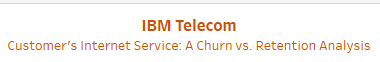 IBM Telecom
Customer's Internet Service: A Churn vs. Retention Analysis